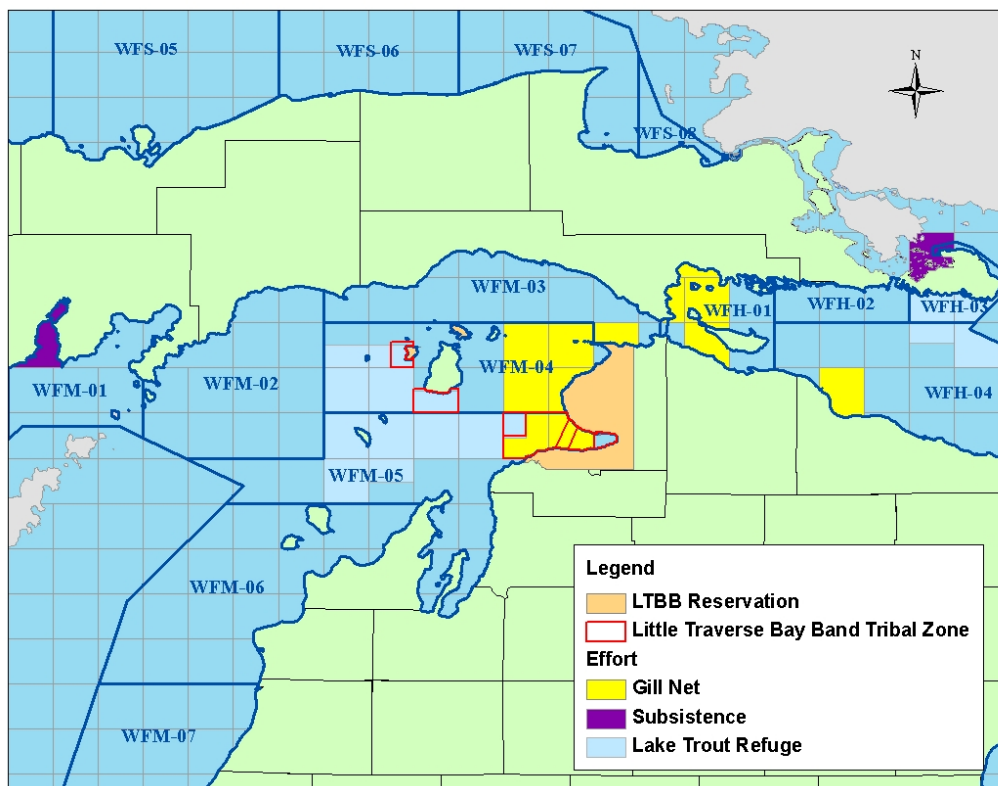 WFS-05
WFS-06
WFS-07
N
WFS-08
WFM-03
WFH-01
WFH-02
WFH-03
WFM-01
WFM-02
WFM-04
WFH-04
WFM-05
WFM-06
WFM-07
Legend
LTBB Reservation
Little Traverse Bay Band Tribal Zone
Effort
Gill Net
Subsistence
Lake Trout Refuge